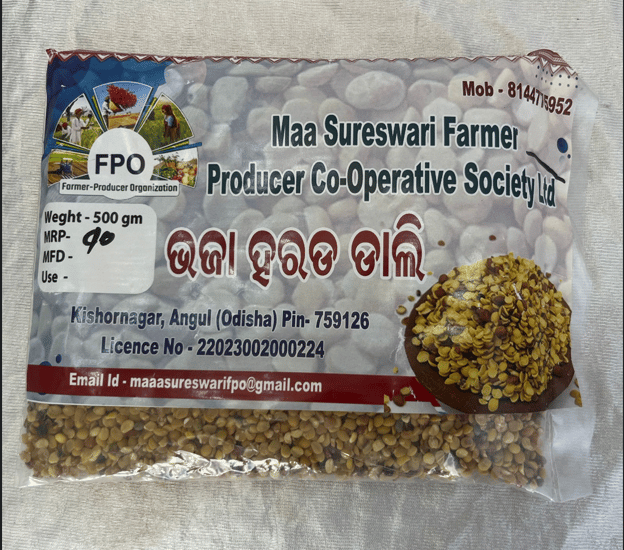 Mob - 8144716952
FPO
Farmer-Producer Organization
Maa Sureswari Farmer
Producer Co-Operative Society Ltd
Weght - 500 gm
MRP- 90
MFD -
Use -
ଭଜା ହରଡ ଡାଲି
Kishornagar, Angul (Odisha) Pin- 759126
Licence No - 22023002000224
Email Id - maaasureswarifpo@gmail.com